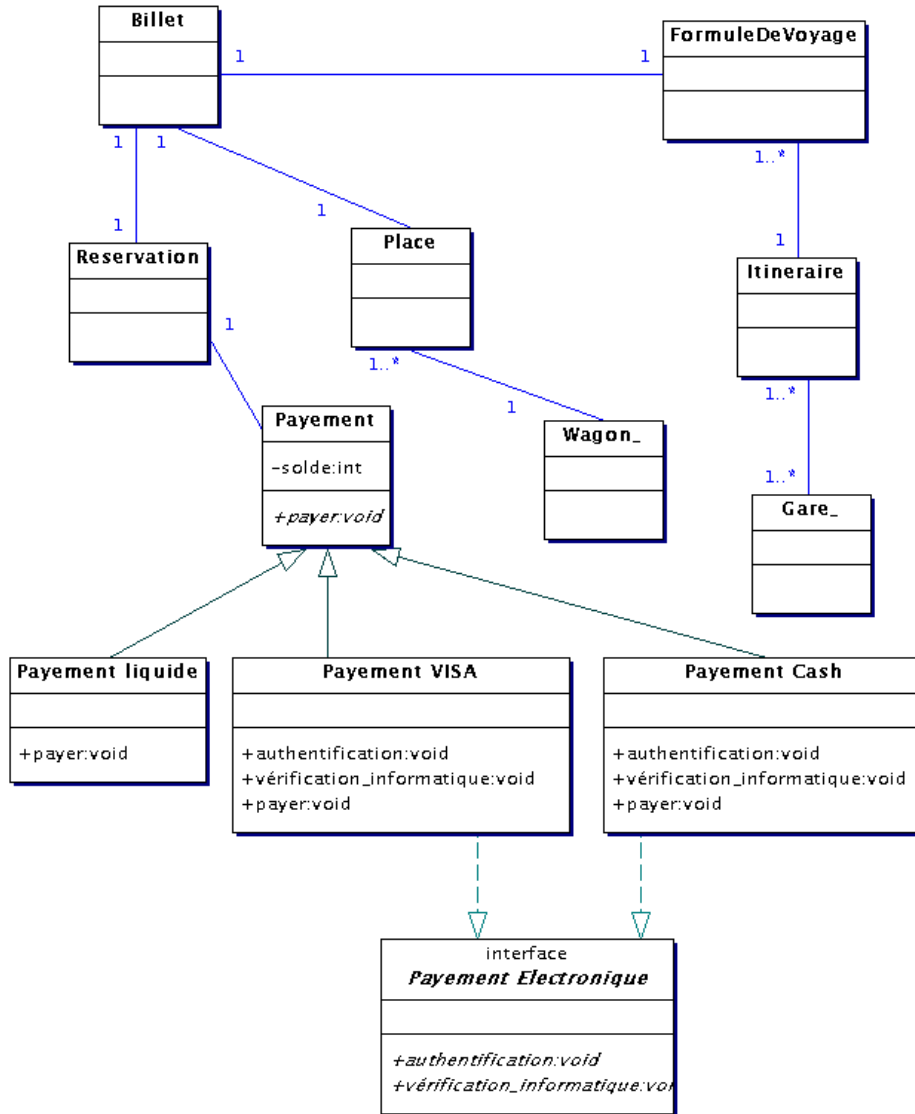 Billet
FormuleDeVoyage
1
1
1
1
1..*
1
1
1
Reservation
Place
Itineraire
1
1..*
1
1..*
Payement
-solde:int
+payer:void
Wagon_
1..*
Gare_
Payement liquide
+payer:void
Payement VISA
+authentification:void
+vérification_informatique:void
+payer:void
Payement Cash
+authentification:void
+vérification_informatique:void
+payer:void
interface
Payement Electronique
+authentification:void
+vérification_informatique:voi